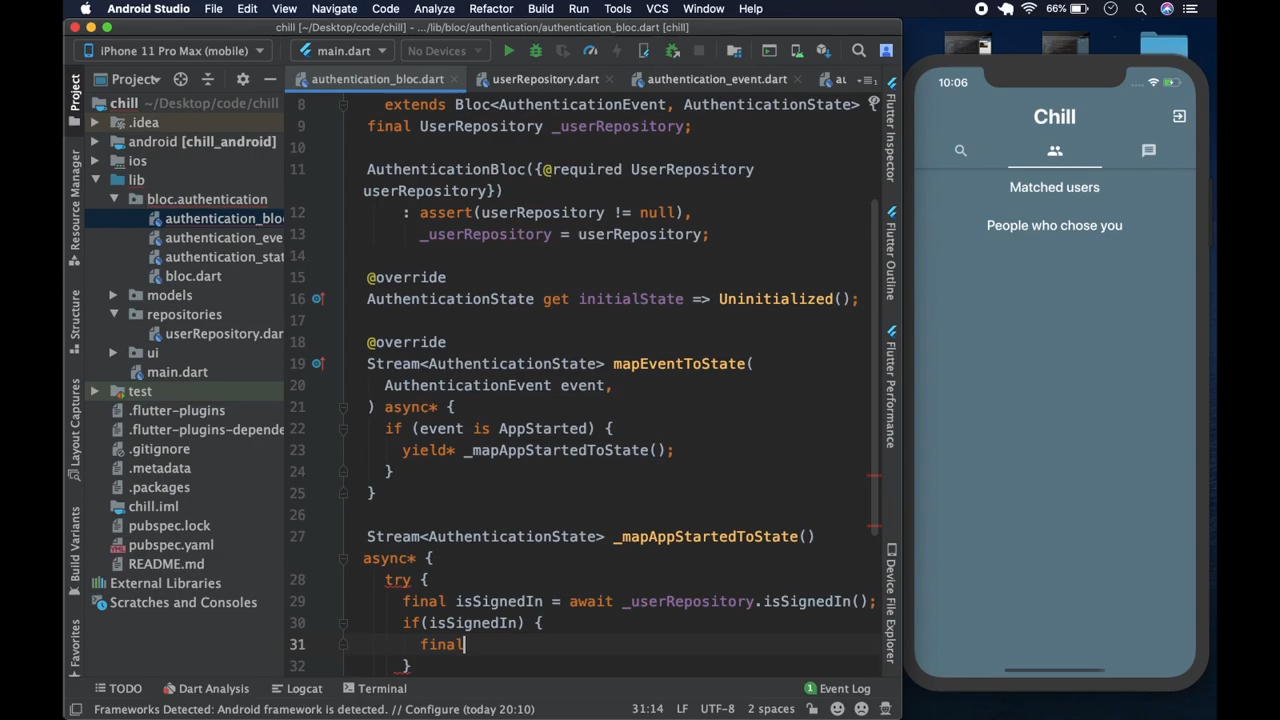 Android Studio File Edit View Navigate Code Analyze Refactor Build Run Tools VCS Window Help 66%
chill [~/Desktop/code/chill] - .../lib/bloc/authentication/authentication_bloc.dart [chill]
iPhone 11 Pro Max (mobile) main.dart No Devices
Project
authentication_bloc.dart userRepository.dart authentication_event.dart au
chill ~/Desktop/code/chill
.idea
android [chill_android]
ios
lib
bloc.authentication
authentication_bloc
authentication_eve
authentication_stat
bloc.dart
models
repositories
userRepository.dar
ui
main.dart
test
.flutter-plugins
.flutter-plugins-depende
.gitignore
.metadata
.packages
chill.iml
pubspec.lock
pubspec.yaml
README.md
External Libraries
Scratches and Consoles
Project
Resource Manager
Structure
Layout Captures
Build Variants
Favorites
8 extends Bloc<AuthenticationEvent, AuthenticationState>
9 final UserRepository _userRepository;
10
11 AuthenticationBloc({@required UserRepository
userRepository})
12 : assert(userRepository != null),
13 _userRepository = userRepository;
14
15 @override
16 AuthenticationState get initialState => Uninitialized();
17
18 @override
19 Stream<AuthenticationState> mapEventToState(
20 AuthenticationEvent event,
21 ) async* {
22 if (event is AppStarted) {
23 yield* _mapAppStartedToState();
24 }
25 }
26
27 Stream<AuthenticationState> _mapAppStartedToState()
async* {
28 try {
29 final isSignedIn = await _userRepository.isSignedIn();
30 if(isSignedIn) {
31 final
32 }
Flutter Inspector
Flutter Outline
Flutter Performance
Device File Explorer
TODO Dart Analysis Logcat Terminal 1 Event Log
Frameworks Detected: Android framework is detected. // Configure (today 20:10) 31:14 LF UTF-8 2 spaces
10:06
Chill
Matched users
People who chose you